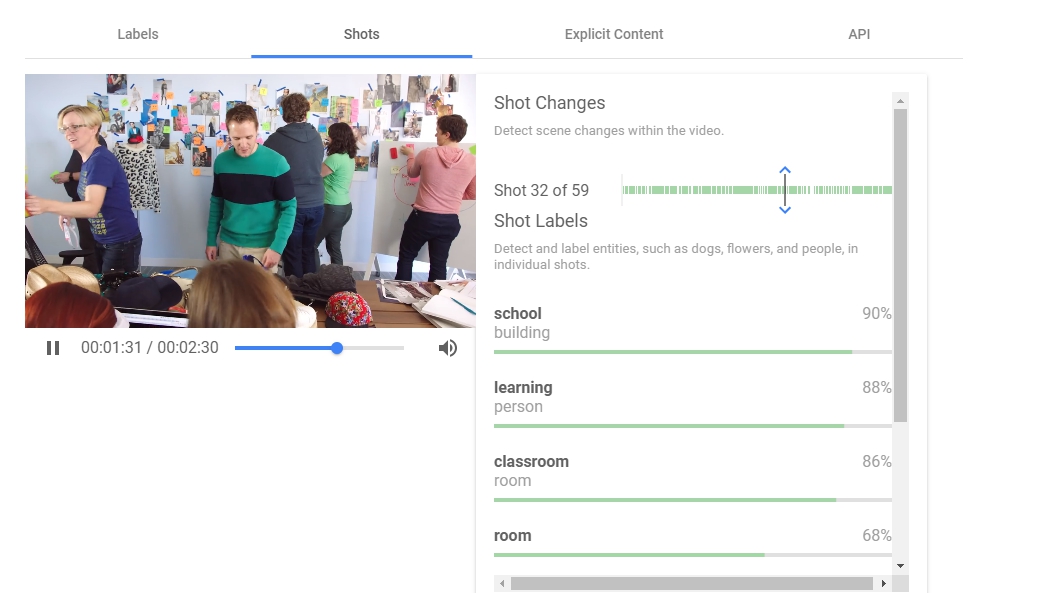 Labels
Shots
Explicit Content
API
Shot Changes
Detect scene changes within the video.
Shot 32 of 59
Shot Labels
Detect and label entities, such as dogs, flowers, and people, in
individual shots.
school 90%
building
learning 88%
person
classroom 86%
room
room 68%
00:01:31 / 00:02:30